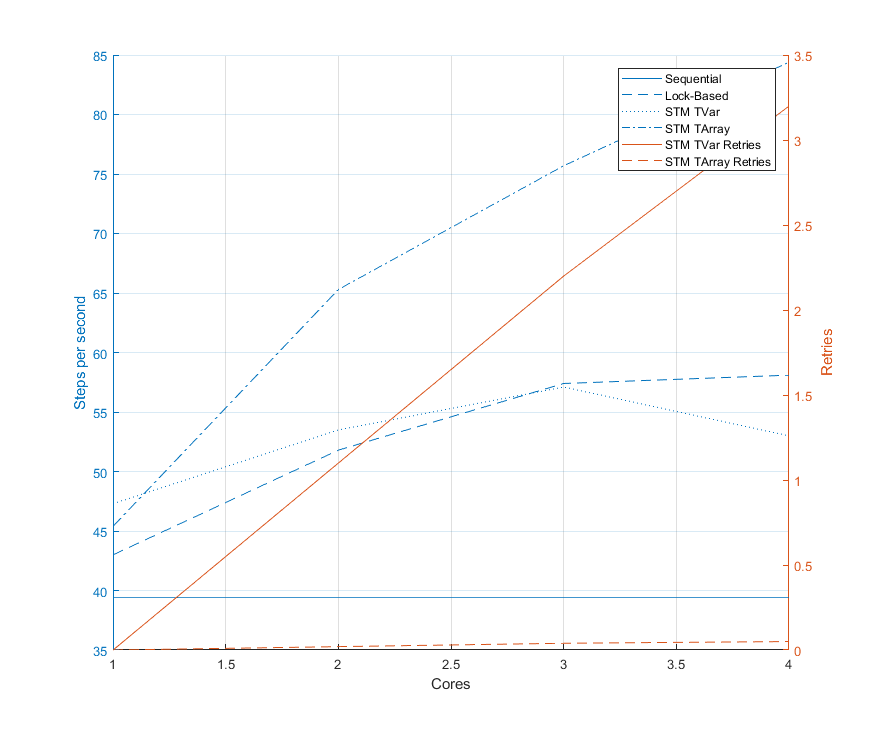 85
80
75
70
65
60
55
50
45
40
35
Steps per second
3.5
3
2.5
2
1.5
1
0.5
0
Retries
Sequential
Lock-Based
STM TVar
STM TArray
STM TVar Retries
STM TArray Retries
1 1.5 2 2.5 3 3.5 4
Cores